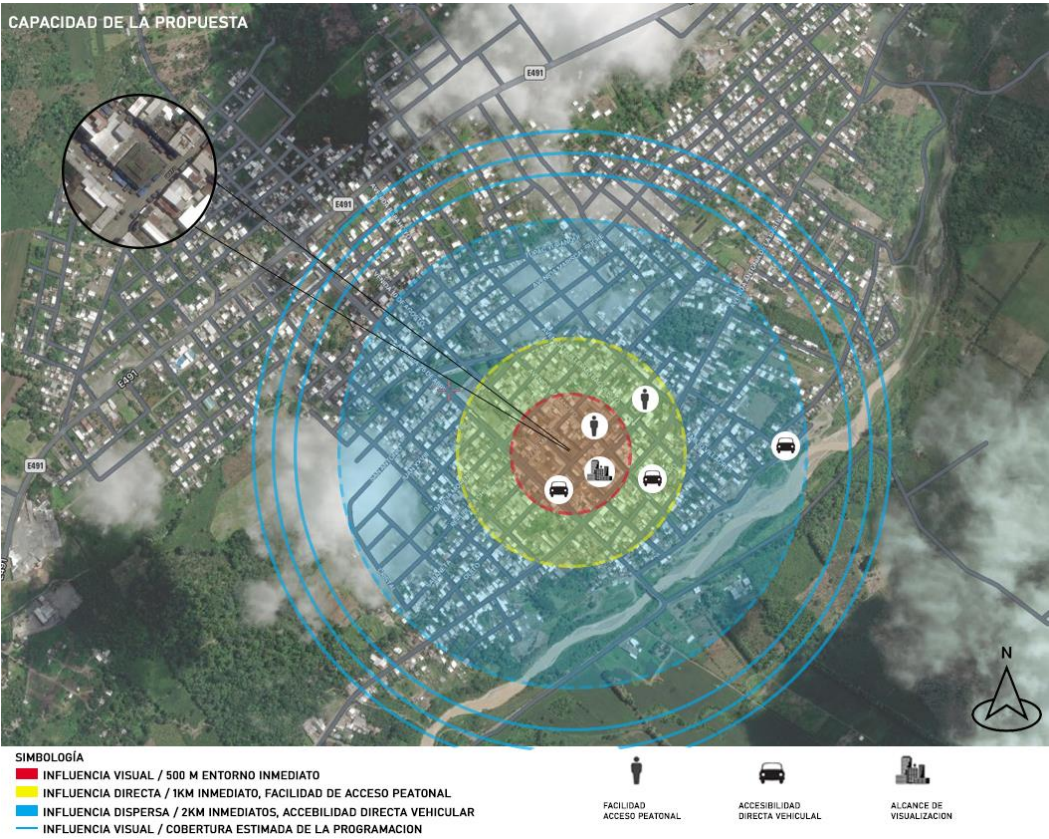 CAPACIDAD DE LA PROPUESTA
E491
E491
E491
E491
N
SIMBOLOGÍA
INFLUENCIA VISUAL / 500 M ENTORNO INMEDIATO
INFLUENCIA DIRECTA / 1KM INMEDIATO, FACILIDAD DE ACCESO PEATONAL
INFLUENCIA DISPERSA / 2KM INMEDIATOS, ACCEBILIDAD DIRECTA VEHICULAR
INFLUENCIA VISUAL / COBERTURA ESTIMADA DE LA PROGRAMACION
FACILIDAD
ACCESO PEATONAL
ACCESIBILIDAD
DIRECTA VEHICULAR
ALCANCE DE
VISUALIZACION